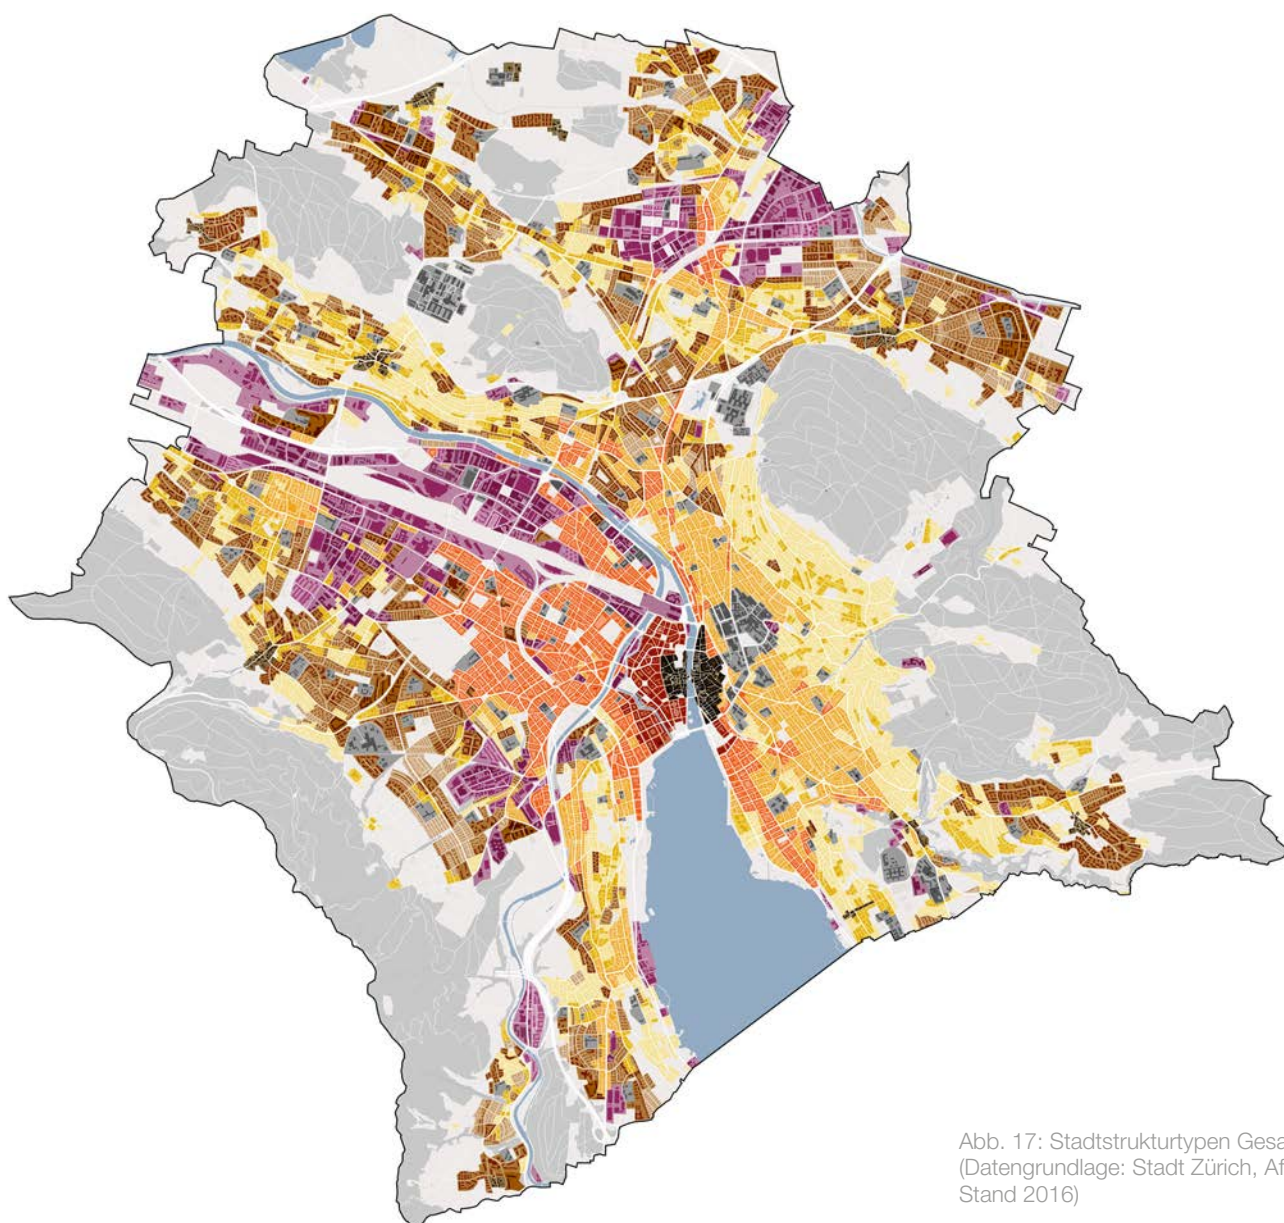 Abb. 17: Stadtstrukturtypen Gesa
(Datengrundlage: Stadt Zürich, Af
Stand 2016)